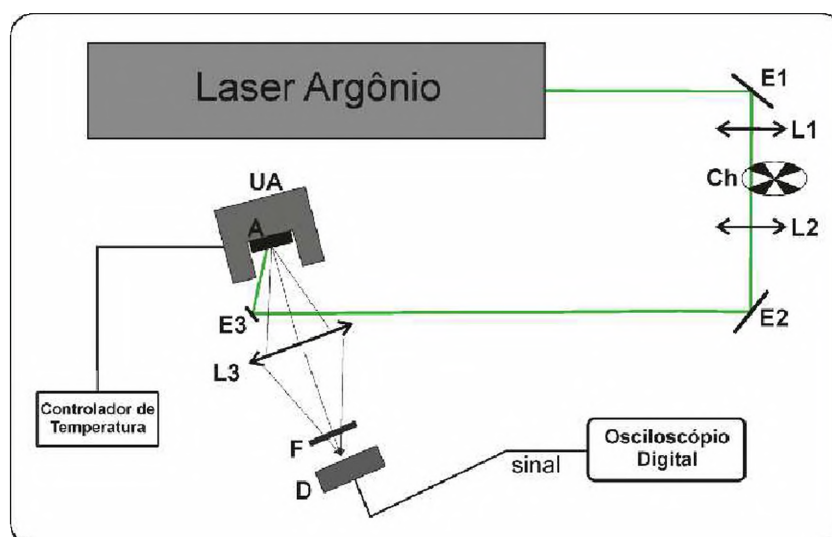 Laser Argônio
E1
L1
Ch
UA
A
L2
E3
E2
L3
Controlador de
Temperatura
F
Osciloscópio
Digital
sinal
D